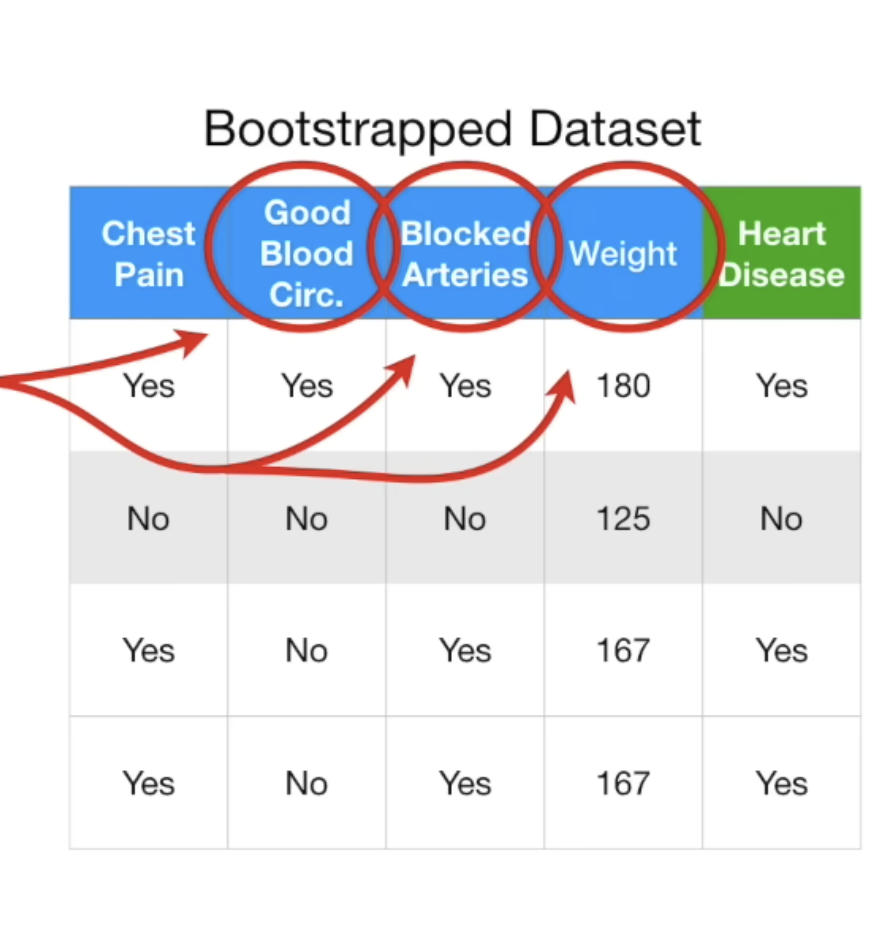 Bootstrapped Dataset
Chest Pain Good Blood Circ. Blocked Arteries Weight Heart Disease
Yes Yes Yes 180 Yes
No No No 125 No
Yes No Yes 167 Yes
Yes No Yes 167 Yes